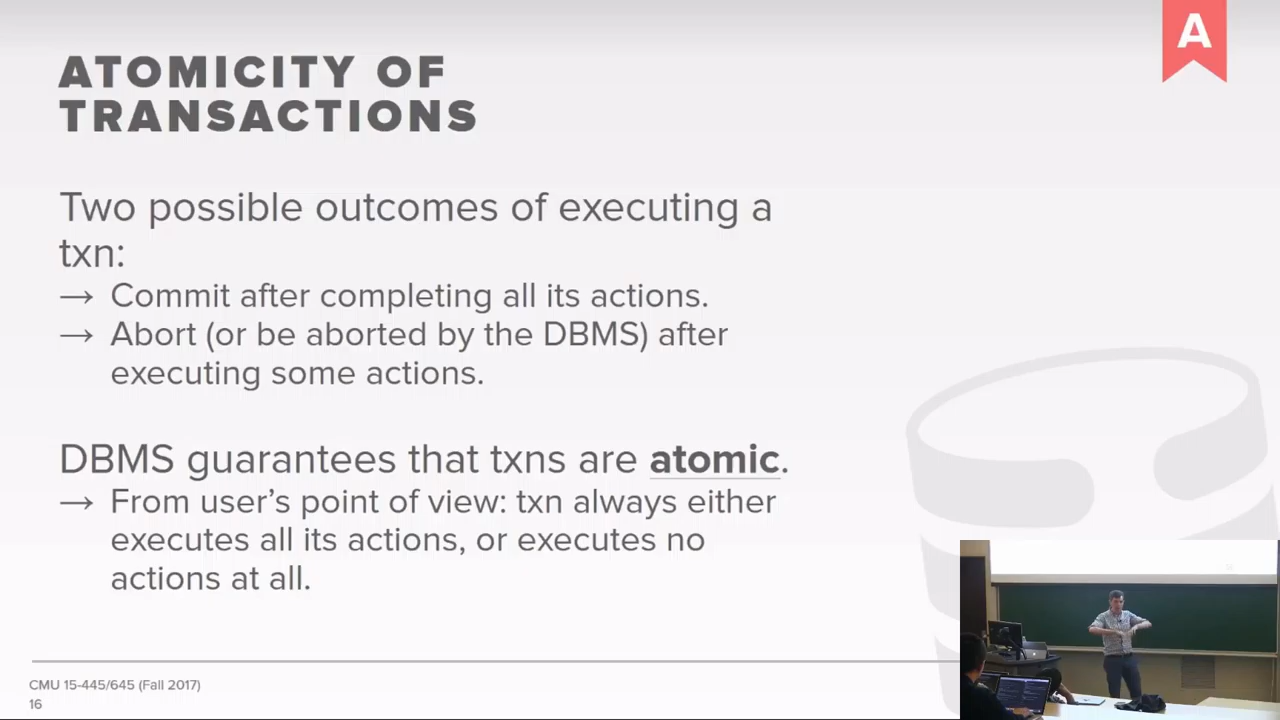 A
ATOMICITY OF
TRANSACTIONS
Two possible outcomes of executing a
txn:
→ Commit after completing all its actions.
→ Abort (or be aborted by the DBMS) after
executing some actions.
DBMS guarantees that txns are atomic.
→ From user’s point of view: txn always either
executes all its actions, or executes no
actions at all.
CMU 15-445/645 (Fall 2017)
16